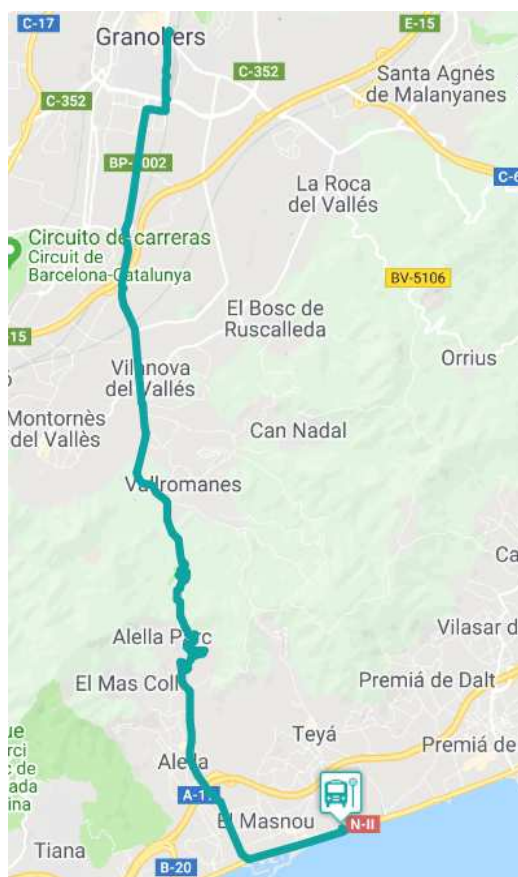 C-17
Granollers
E-15
C-352
Santa Agnés
de Malanyanes
C-352
BP-5002
La Roca
del Vallés
Circuito de carreras
Circuit de
Barcelona-Catalunya
BV-5106
El Bosc de
Ruscalleda
15
Orrius
Vilanova
del Vallés
Montornès
del Vallès
Can Nadal
Vallromanes
Ca
Vilasar d
Alella Parc
El Mas Coll
Premiá de Dalt
Teyá
Premiá de
Alella
El Masnou
N-II
Tiana
B-20